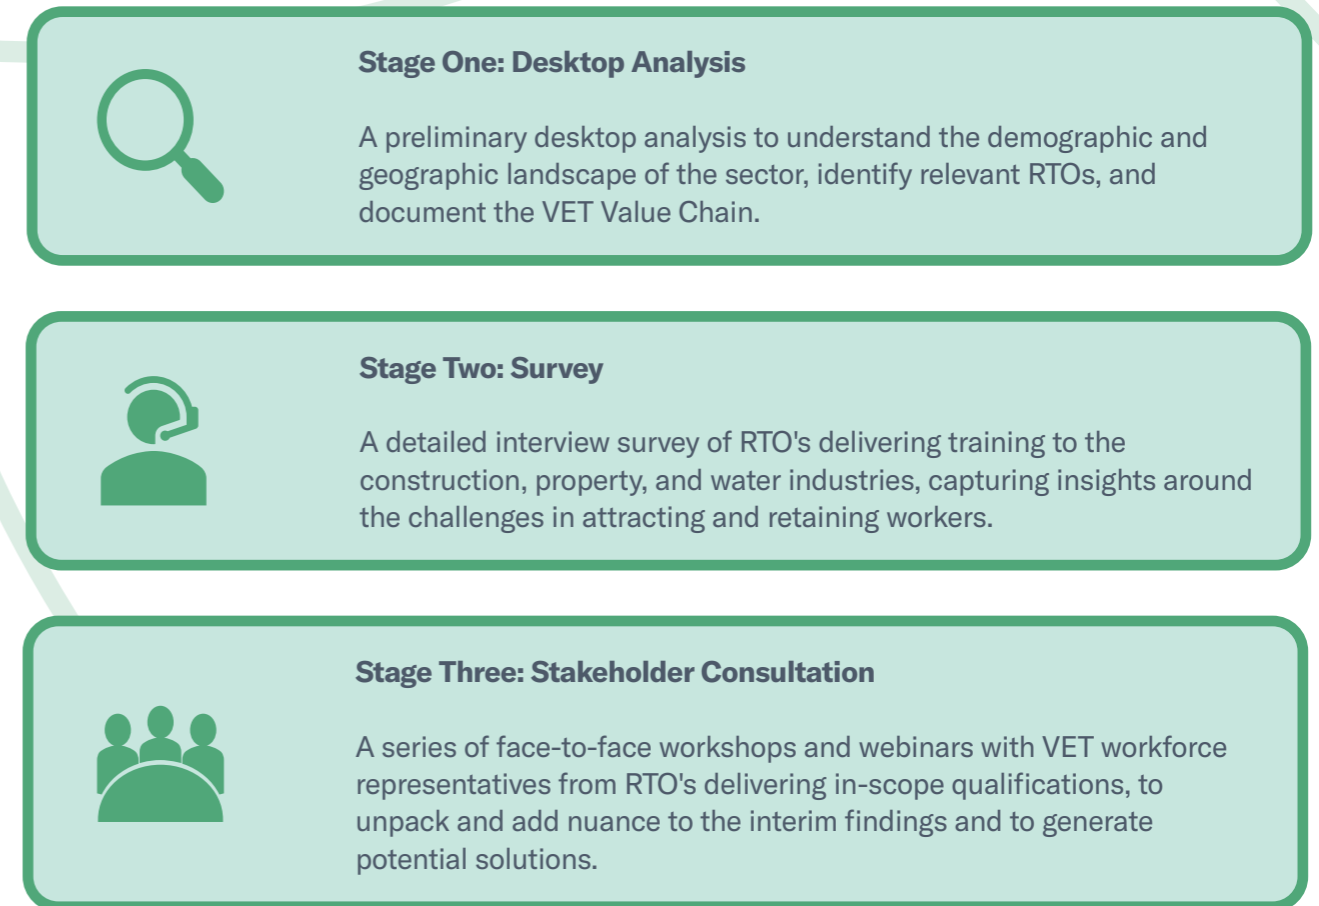 Stage One: Desktop Analysis
A preliminary desktop analysis to understand the demographic and
geographic landscape of the sector, identify relevant RTOs, and
document the VET Value Chain.
Stage Two: Survey
A detailed interview survey of RTO's delivering training to the
construction, property, and water industries, capturing insights around
the challenges in attracting and retaining workers.
Stage Three: Stakeholder Consultation
A series of face-to-face workshops and webinars with VET workforce
representatives from RTO's delivering in-scope qualifications, to
unpack and add nuance to the interim findings and to generate
potential solutions.